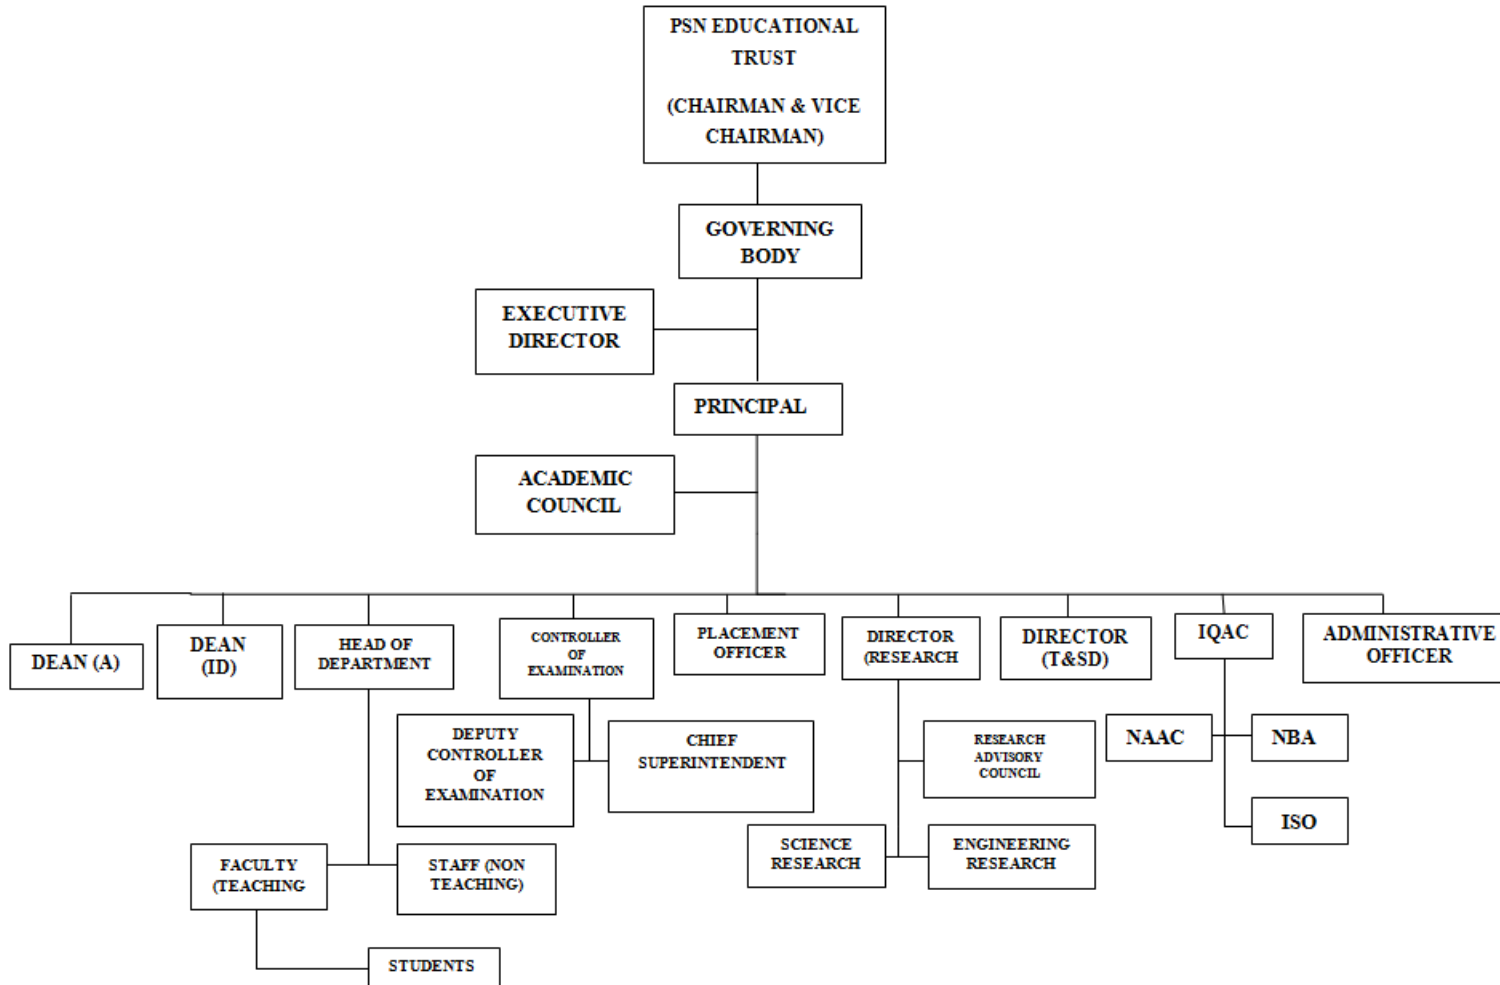 PSN EDUCATIONAL
TRUST
(CHAIRMAN & VICE
CHAIRMAN)
GOVERNING
BODY
EXECUTIVE
DIRECTOR
PRINCIPAL
ACADEMIC
COUNCIL
DEAN (A)
DEAN
(ID)
HEAD OF
DEPARTMENT
CONTROLLER
OF
EXAMINATION
PLACEMENT
OFFICER
DIRECTOR
(RESEARCH
DIRECTOR
(T&SD)
IQAC
ADMINISTRATIVE
OFFICER
DEPUTY
CONTROLLER
OF
EXAMINATION
CHIEF
SUPERINTENDENT
RESEARCH
ADVISORY
COUNCIL
NAAC
NBA
ISO
SCIENCE
RESEARCH
ENGINEERING
RESEARCH
FACULTY
(TEACHING
STAFF (NON
TEACHING)
STUDENTS